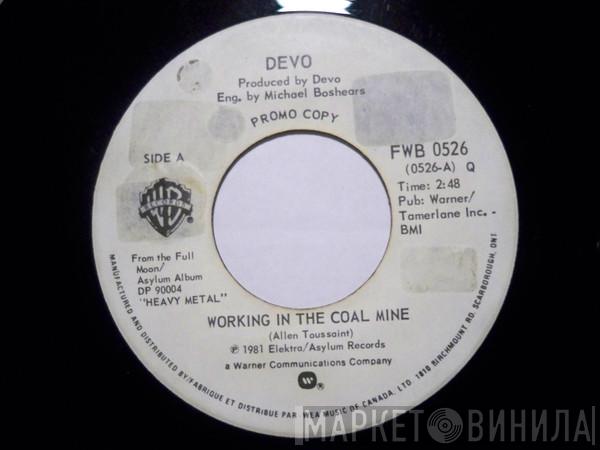 DEVO
Produced by Devo
Eng. by Michael Boshears
PROMO COPY
SIDE A
FWB 0526
(0526-A) Q
Time: 2:48
Pub: Warner/
Tamerlane Inc. -
BMI
WB
RECORDS
From the Full
Moon/
Asylum Album
DP 90004
"HEAVY METAL"
WORKING IN THE COAL MINE
(Allen Toussaint)
℗ 1981 Elektra/Asylum Records
a Warner Communications Company
MANUFACTURED AND DISTRIBUTED BY/FABRIQUE ET DISTRIBUE PAR WEA MUSIC OF CANADA, LTD. 1810 BIRCHMOUNT RD. SCARBOROUGH, ONT
МАРКЕТ ВИНИЛА